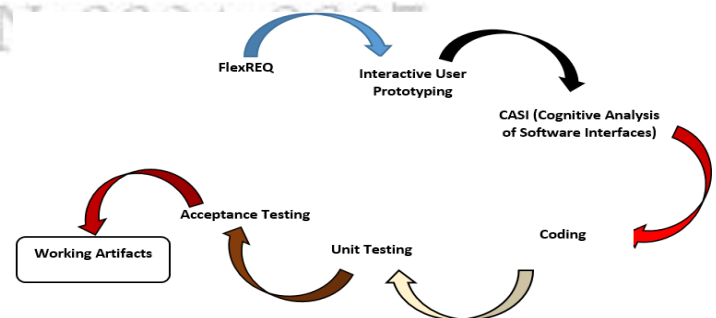 FlexREQ
Interactive User
Prototyping
CASI (Cognitive Analysis
of Software Interfaces)
Coding
Unit Testing
Acceptance Testing
Working Artifacts